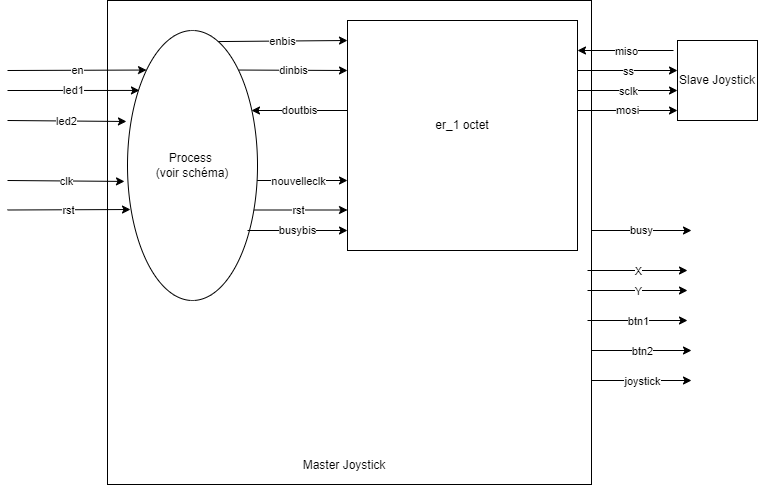 en
led1
led2
clk
rst
Process
(voir schéma)
enbis
dinbis
doutbis
nouvelleclk
rst
busybis
er_1 octet
miso
ss
sclk
mosi
Slave Joystick
busy
X
Y
btn1
btn2
joystick
Master Joystick